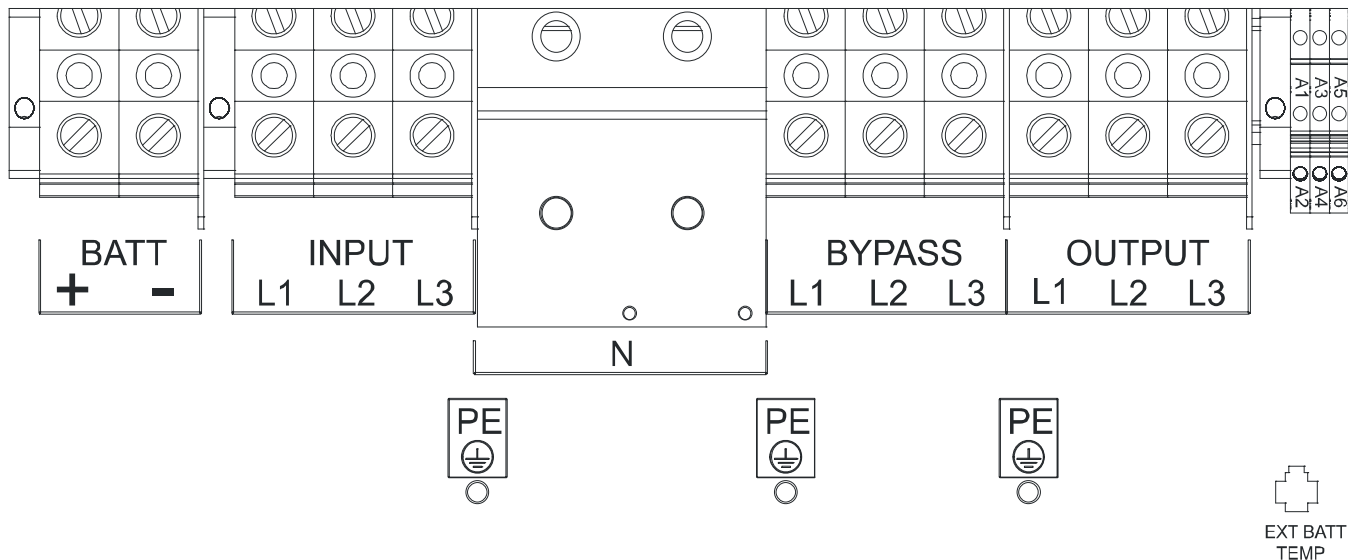 A1 A3 A5
A2 A4 A6
BATT INPUT BYPASS OUTPUT
+ - L1 L2 L3 L1 L2 L3 L1 L2 L3
N
PE PE PE
EXT BATT
TEMP